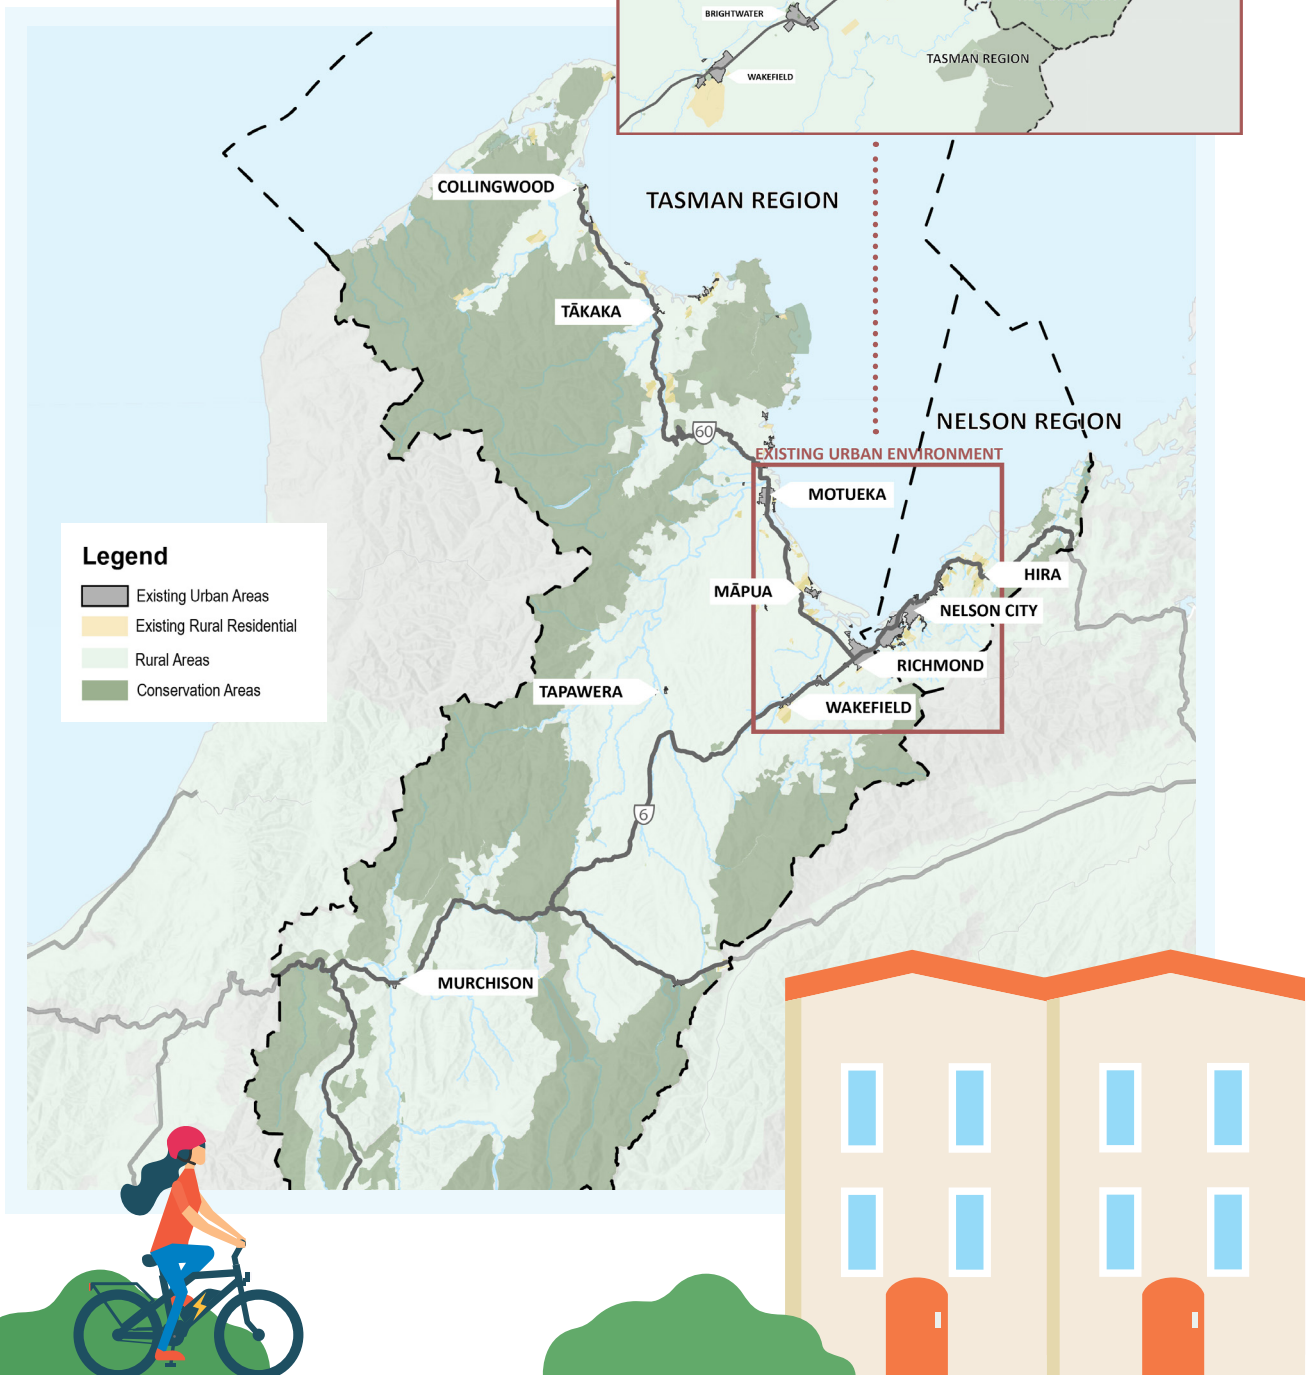 BRIGHTWATER
TASMAN REGION
WAKEFIELD
COLLINGWOOD
TASMAN REGION
TĀKAKA
NELSON REGION
60
EXISTING URBAN ENVIRONMENT
MOTUEKA
Legend
Existing Urban Areas
Existing Rural Residential
Rural Areas
Conservation Areas
HIRA
MĀPUA
NELSON CITY
RICHMOND
TAPAWERA
WAKEFIELD
6
MURCHISON